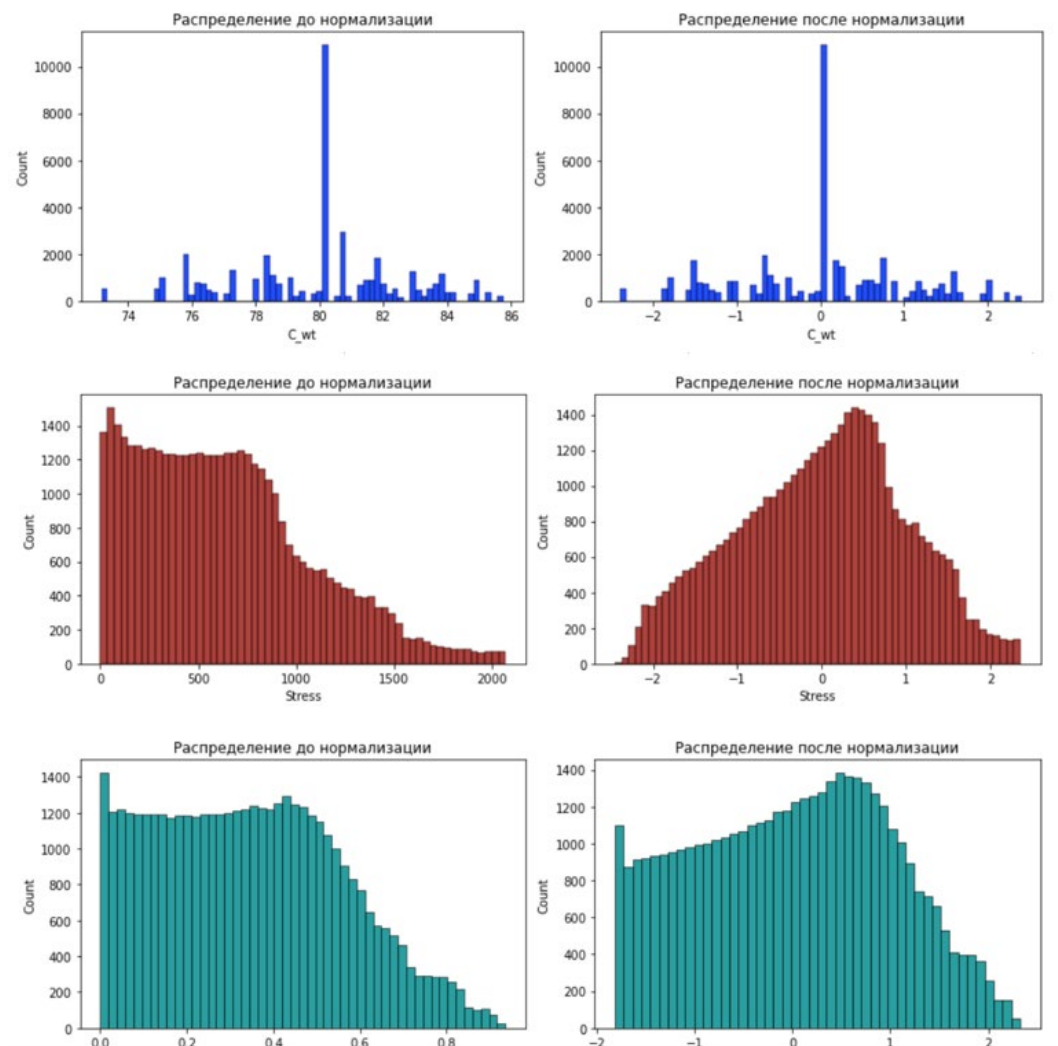 Распределение до нормализации
Распределение после нормализации
10000
8000
6000
4000
2000
0
Count
74 76 78 80 82 84 86
C_wt
10000
8000
6000
4000
2000
0
Count
−2 −1 0 1 2
C_wt
Распределение до нормализации
Распределение после нормализации
1400
1200
1000
800
600
400
200
0
Count
0 500 1000 1500 2000
Stress
1400
1200
1000
800
600
400
200
0
Count
−2 −1 0 1 2
Stress
Распределение до нормализации
Распределение после нормализации
1400
1200
1000
800
600
400
200
0
Count
0.0 0.2 0.4 0.6 0.8
1400
1200
1000
800
600
400
200
0
Count
−2 −1 0 1 2